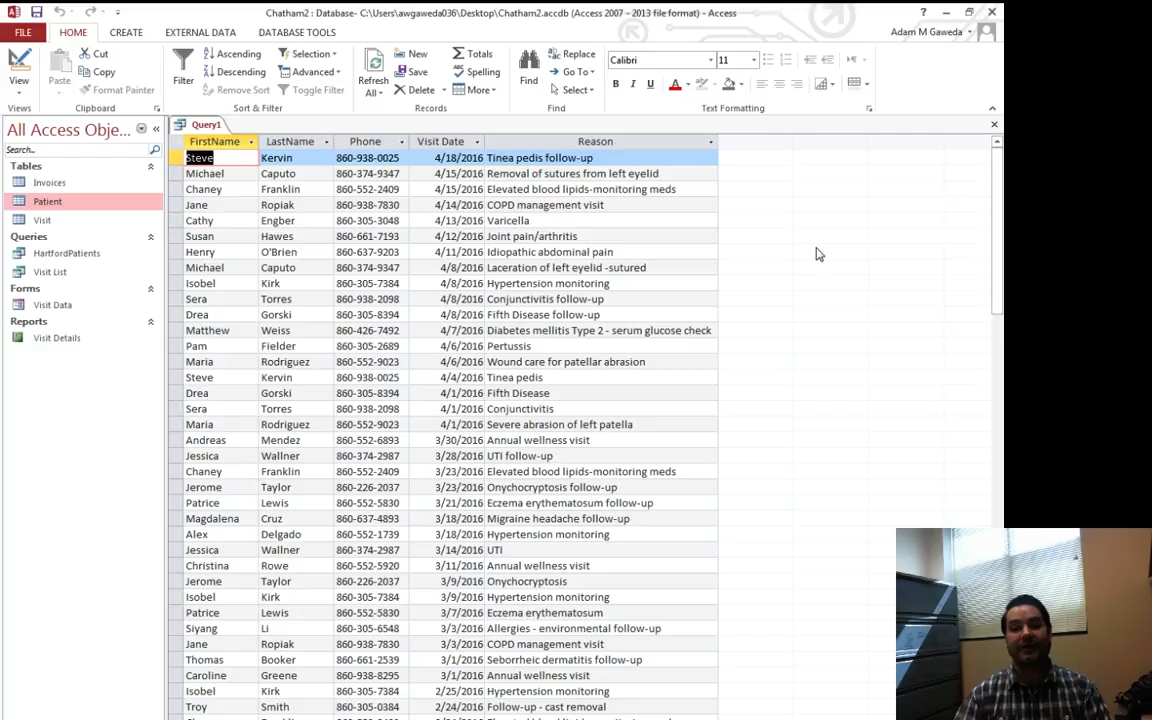 Chatham2 : Database- C:\Users\awgaweda036\Desktop\Chatham2.accdb (Access 2007 - 2013 file format) - Access
FILE HOME CREATE EXTERNAL DATA DATABASE TOOLS Adam M Gaweda
View Paste Cut Copy Format Painter Filter Ascending Descending Remove Sort Selection Advanced Toggle Filter Refresh All New Save Delete Totals Spelling More Find Replace Go To Select Calibri 11 B I U A
Views Clipboard Sort & Filter Records Find Text Formatting
All Access Obje...
Search...
Tables
Invoices
Patient
Visit
Queries
HartfordPatients
Visit List
Forms
Visit Data
Reports
Visit Details
Query1
FirstName LastName Phone Visit Date Reason
Steve Kervin 860-938-0025 4/18/2016 Tinea pedis follow-up
Michael Caputo 860-374-9347 4/15/2016 Removal of sutures from left eyelid
Chaney Franklin 860-552-2409 4/15/2016 Elevated blood lipids-monitoring meds
Jane Ropiak 860-938-7830 4/14/2016 COPD management visit
Cathy Engber 860-305-3048 4/13/2016 Varicella
Susan Hawes 860-661-7193 4/12/2016 Joint pain/arthritis
Henry O'Brien 860-637-9203 4/11/2016 Idiopathic abdominal pain
Michael Caputo 860-374-9347 4/8/2016 Laceration of left eyelid -sutured
Isobel Kirk 860-305-7384 4/8/2016 Hypertension monitoring
Sera Torres 860-938-2098 4/8/2016 Conjunctivitis follow-up
Drea Gorski 860-305-8394 4/8/2016 Fifth Disease follow-up
Matthew Weiss 860-426-7492 4/7/2016 Diabetes mellitis Type 2 - serum glucose check
Pam Fielder 860-305-2689 4/6/2016 Pertussis
Maria Rodriguez 860-552-9023 4/6/2016 Wound care for patellar abrasion
Steve Kervin 860-938-0025 4/4/2016 Tinea pedis
Drea Gorski 860-305-8394 4/1/2016 Fifth Disease
Sera Torres 860-938-2098 4/1/2016 Conjunctivitis
Maria Rodriguez 860-552-9023 4/1/2016 Severe abrasion of left patella
Andreas Mendez 860-552-6893 3/30/2016 Annual wellness visit
Jessica Wallner 860-374-2987 3/28/2016 UTI follow-up
Chaney Franklin 860-552-2409 3/23/2016 Elevated blood lipids-monitoring meds
Jerome Taylor 860-226-2037 3/23/2016 Onychocryptosis follow-up
Patrice Lewis 860-552-5830 3/21/2016 Eczema erythematosum follow-up
Magdalena Cruz 860-637-4893 3/18/2016 Migraine headache follow-up
Alex Delgado 860-552-1739 3/18/2016 Hypertension monitoring
Jessica Wallner 860-374-2987 3/14/2016 UTI
Christina Rowe 860-552-5920 3/11/2016 Annual wellness visit
Jerome Taylor 860-226-2037 3/9/2016 Onychocryptosis
Isobel Kirk 860-305-7384 3/9/2016 Hypertension monitoring
Patrice Lewis 860-552-5830 3/7/2016 Eczema erythematosum
Siyang Li 860-305-6548 3/3/2016 Allergies - environmental follow-up
Jane Ropiak 860-938-7830 3/3/2016 COPD management visit
Thomas Booker 860-661-2539 3/1/2016 Seborrheic dermatitis follow-up
Caroline Greene 860-938-8295 3/1/2016 Annual wellness visit
Isobel Kirk 860-305-7384 2/25/2016 Hypertension monitoring
Troy Smith 860-305-0384 2/24/2016 Follow-up - cast removal